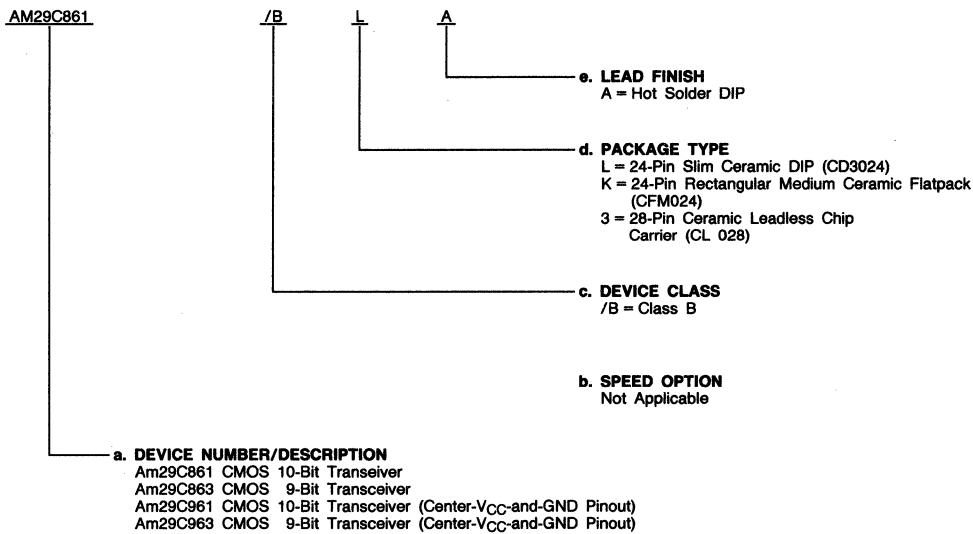 AM29C861 /B L A
e. LEAD FINISH
A = Hot Solder DIP
d. PACKAGE TYPE
L = 24-Pin Slim Ceramic DIP (CD3024)
K = 24-Pin Rectangular Medium Ceramic Flatpack
(CFM024)
3 = 28-Pin Ceramic Leadless Chip
Carrier (CL 028)
c. DEVICE CLASS
/B = Class B
b. SPEED OPTION
Not Applicable
a. DEVICE NUMBER/DESCRIPTION
Am29C861 CMOS 10-Bit Transeiver
Am29C863 CMOS 9-Bit Transceiver
Am29C961 CMOS 10-Bit Transceiver (Center-VCC-and-GND Pinout)
Am29C963 CMOS 9-Bit Transceiver (Center-VCC-and-GND Pinout)